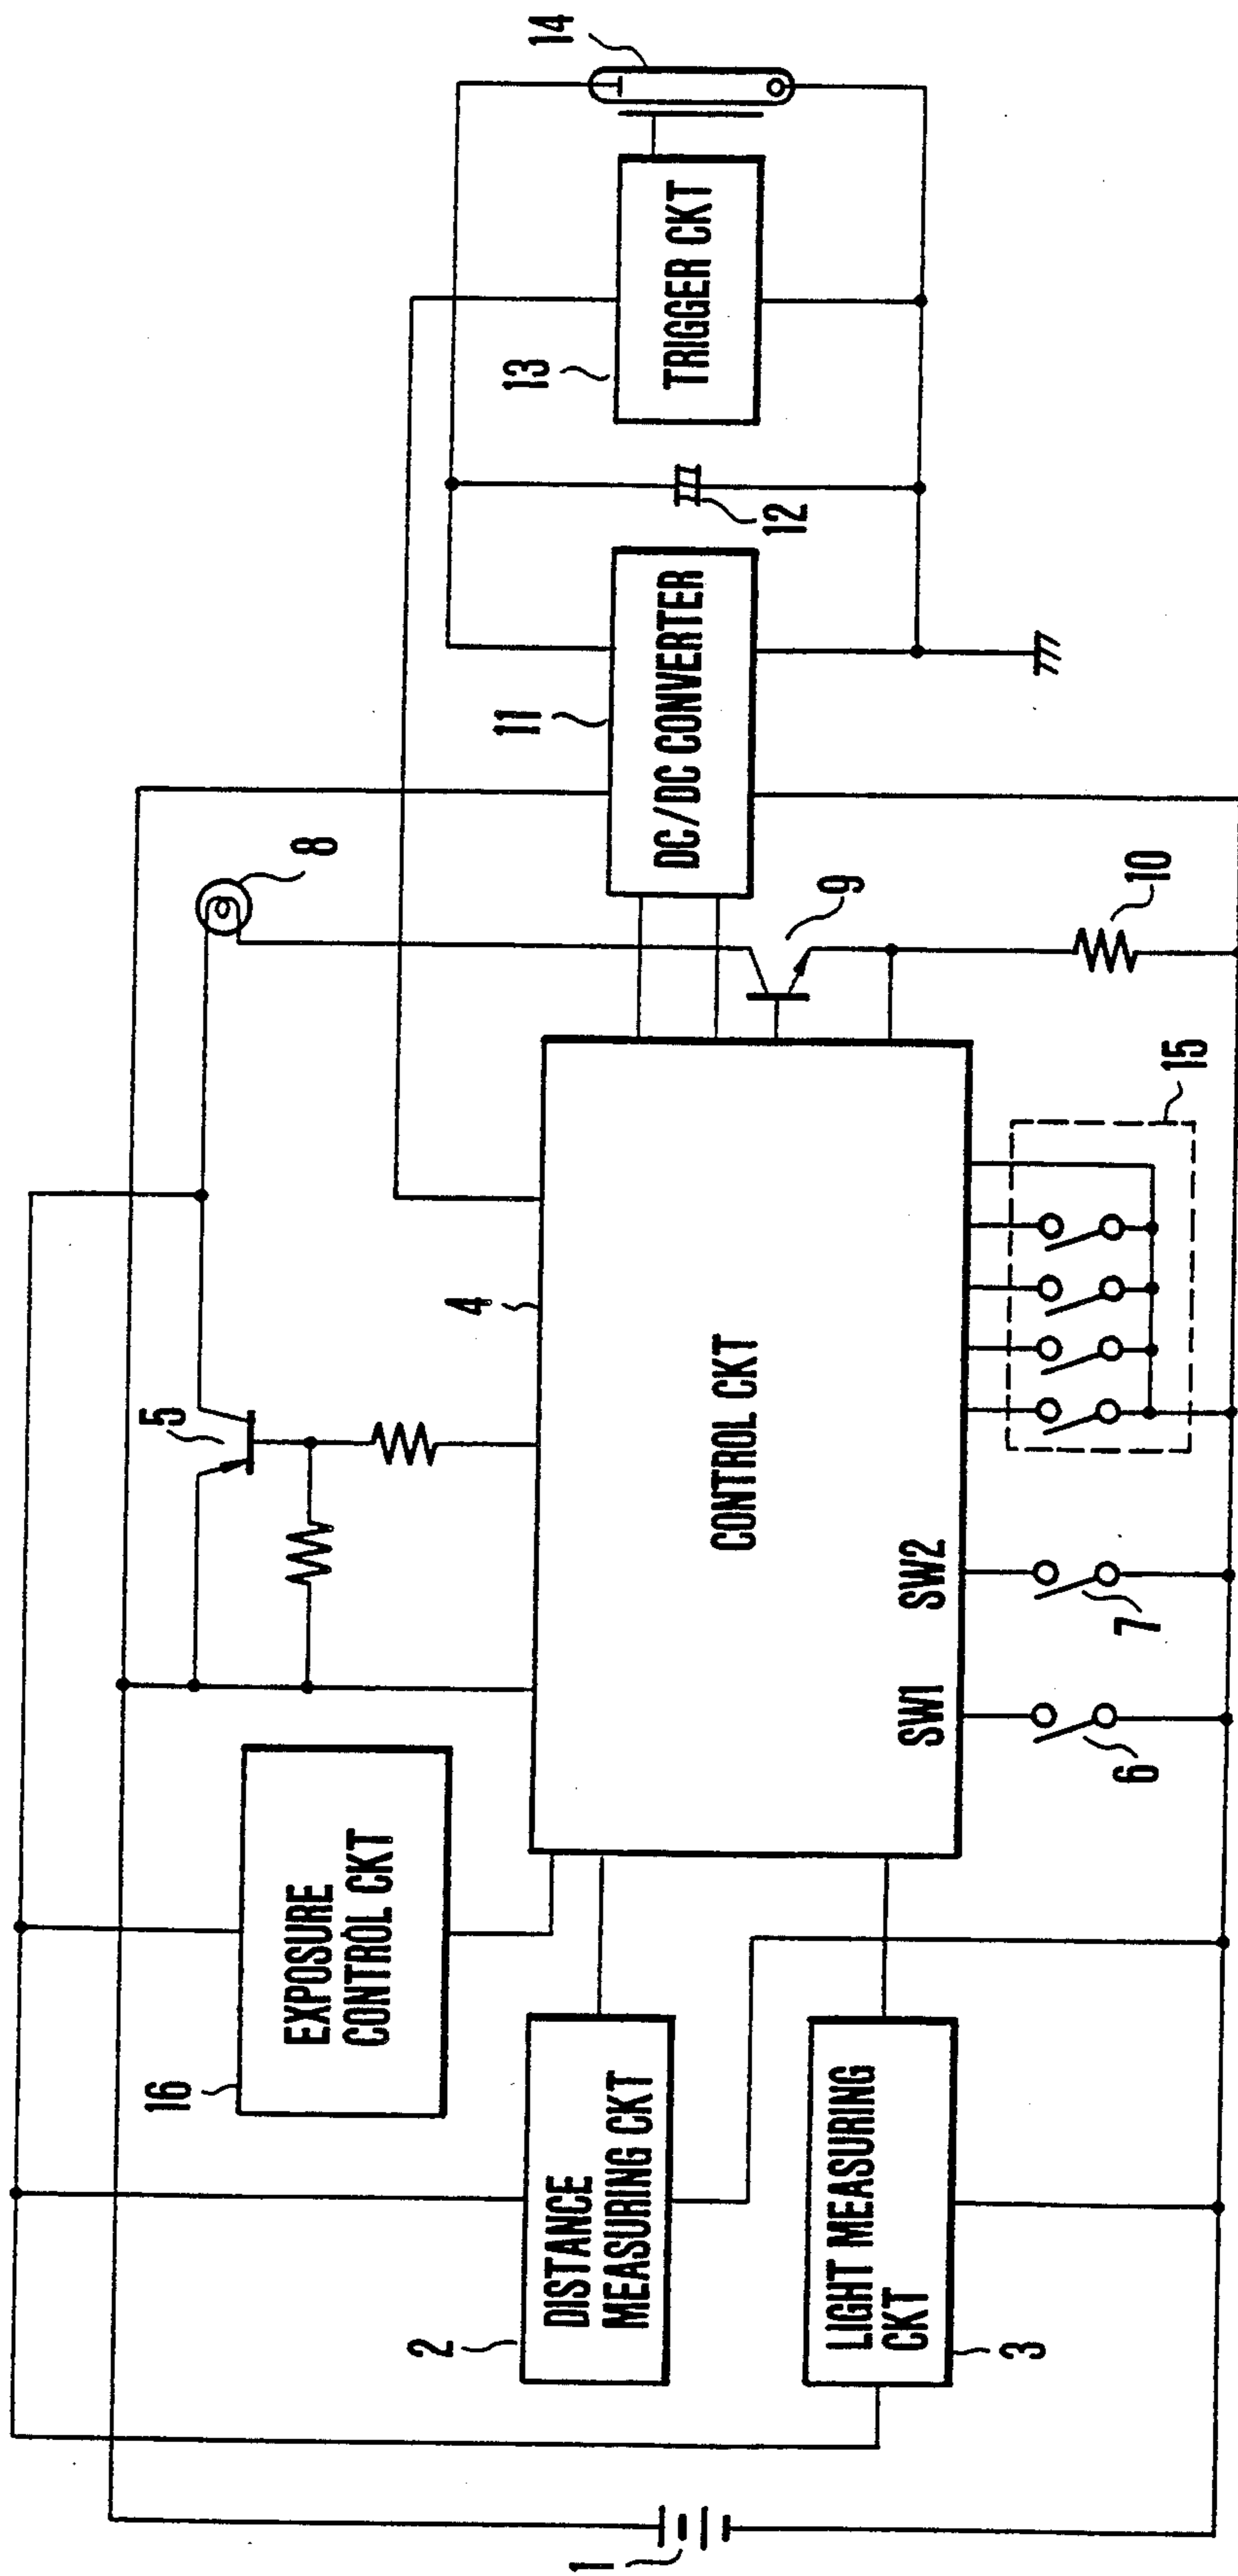 1
2
DISTANCE
MEASURING CKT
3
LIGHT MEASURING
CKT
16
EXPOSURE
CONTROL CKT
5
4
CONTROL CKT
SW1
SW2
6
7
15
8
9
10
11
DC/DC CONVERTER
12
13
TRIGGER CKT
14